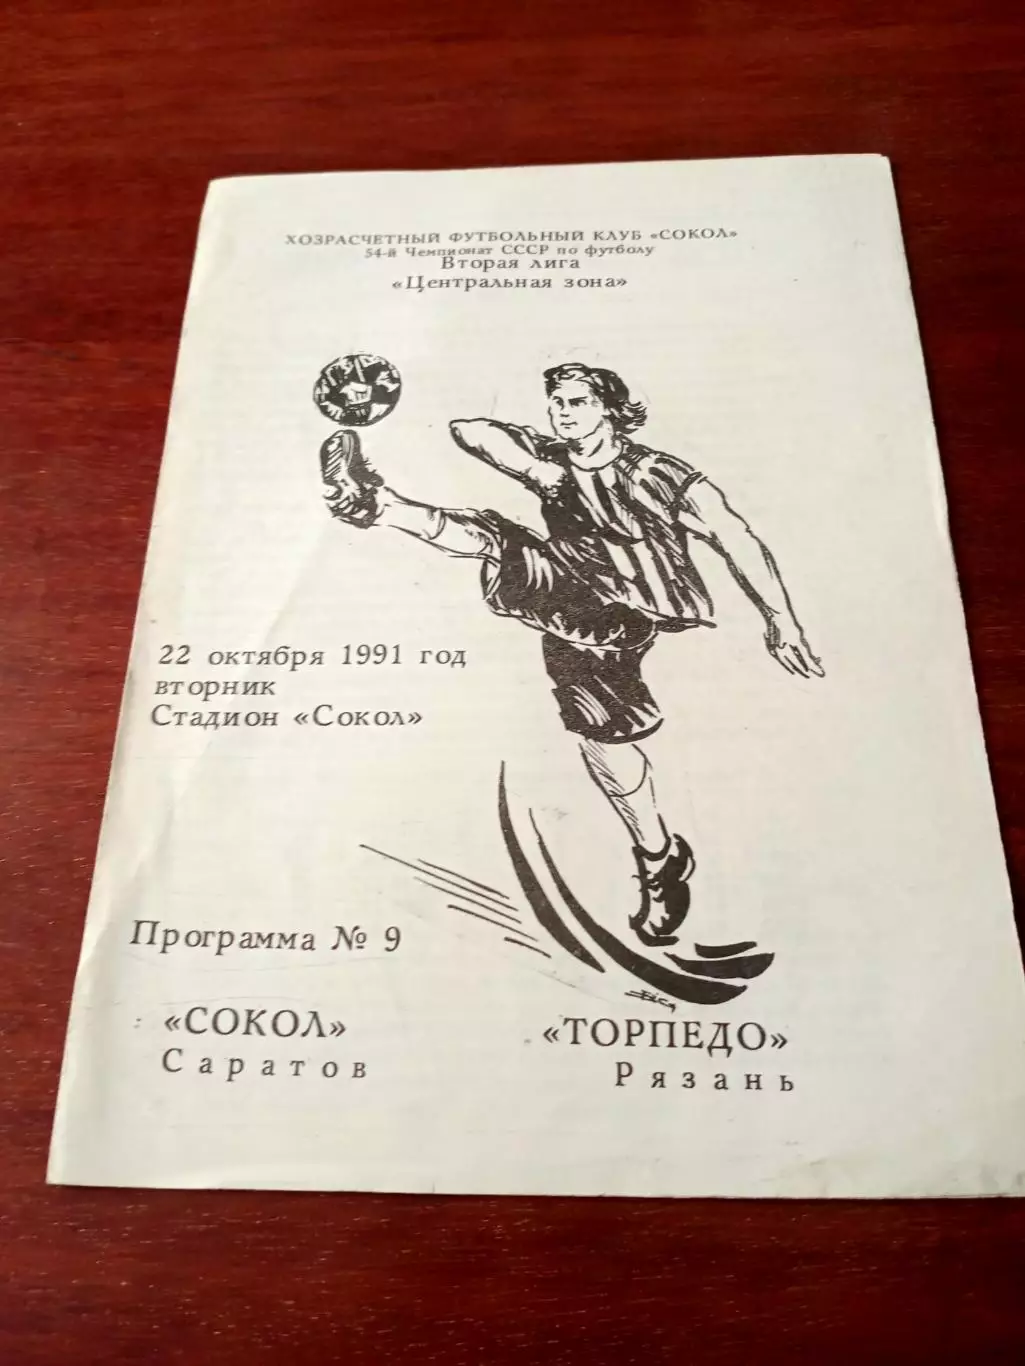 ХОЗРАСЧЕТНЫЙ ФУТБОЛЬНЫЙ КЛУБ «СОКОЛ»
54-й Чемпионат СССР по футболу
Вторая лига
«Центральная зона»
22 октября 1991 год
вторник
Стадион «Сокол»
Программа № 9
«СОКОЛ»
Саратов
«ТОРПЕДО»
Рязань